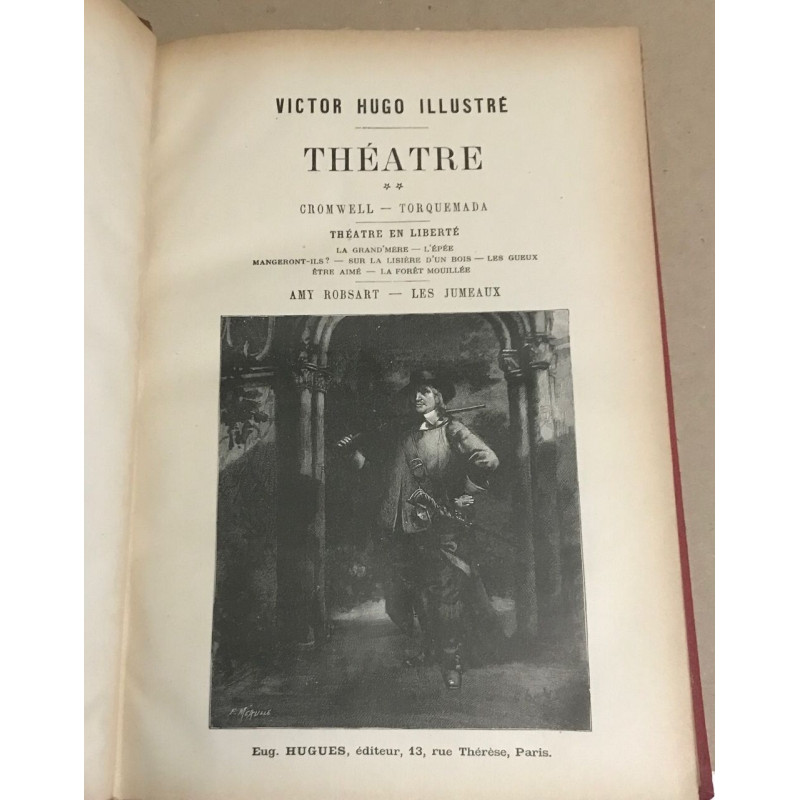 VICTOR HUGO ILLUSTRÉ
THÉATRE
CROMWELL — TORQUEMADA
THÉATRE EN LIBERTÉ
LA GRAND'MÈRE — L'ÉPÉE
MANGERONT-ILS? — SUR LA LISIÈRE D'UN BOIS — LES GUEUX
ÊTRE AIMÉ — LA FORÊT MOUILLÉE
AMY ROBSART — LES JUMEAUX
Eug. HUGUES, éditeur, 13, rue Thérèse, Paris.